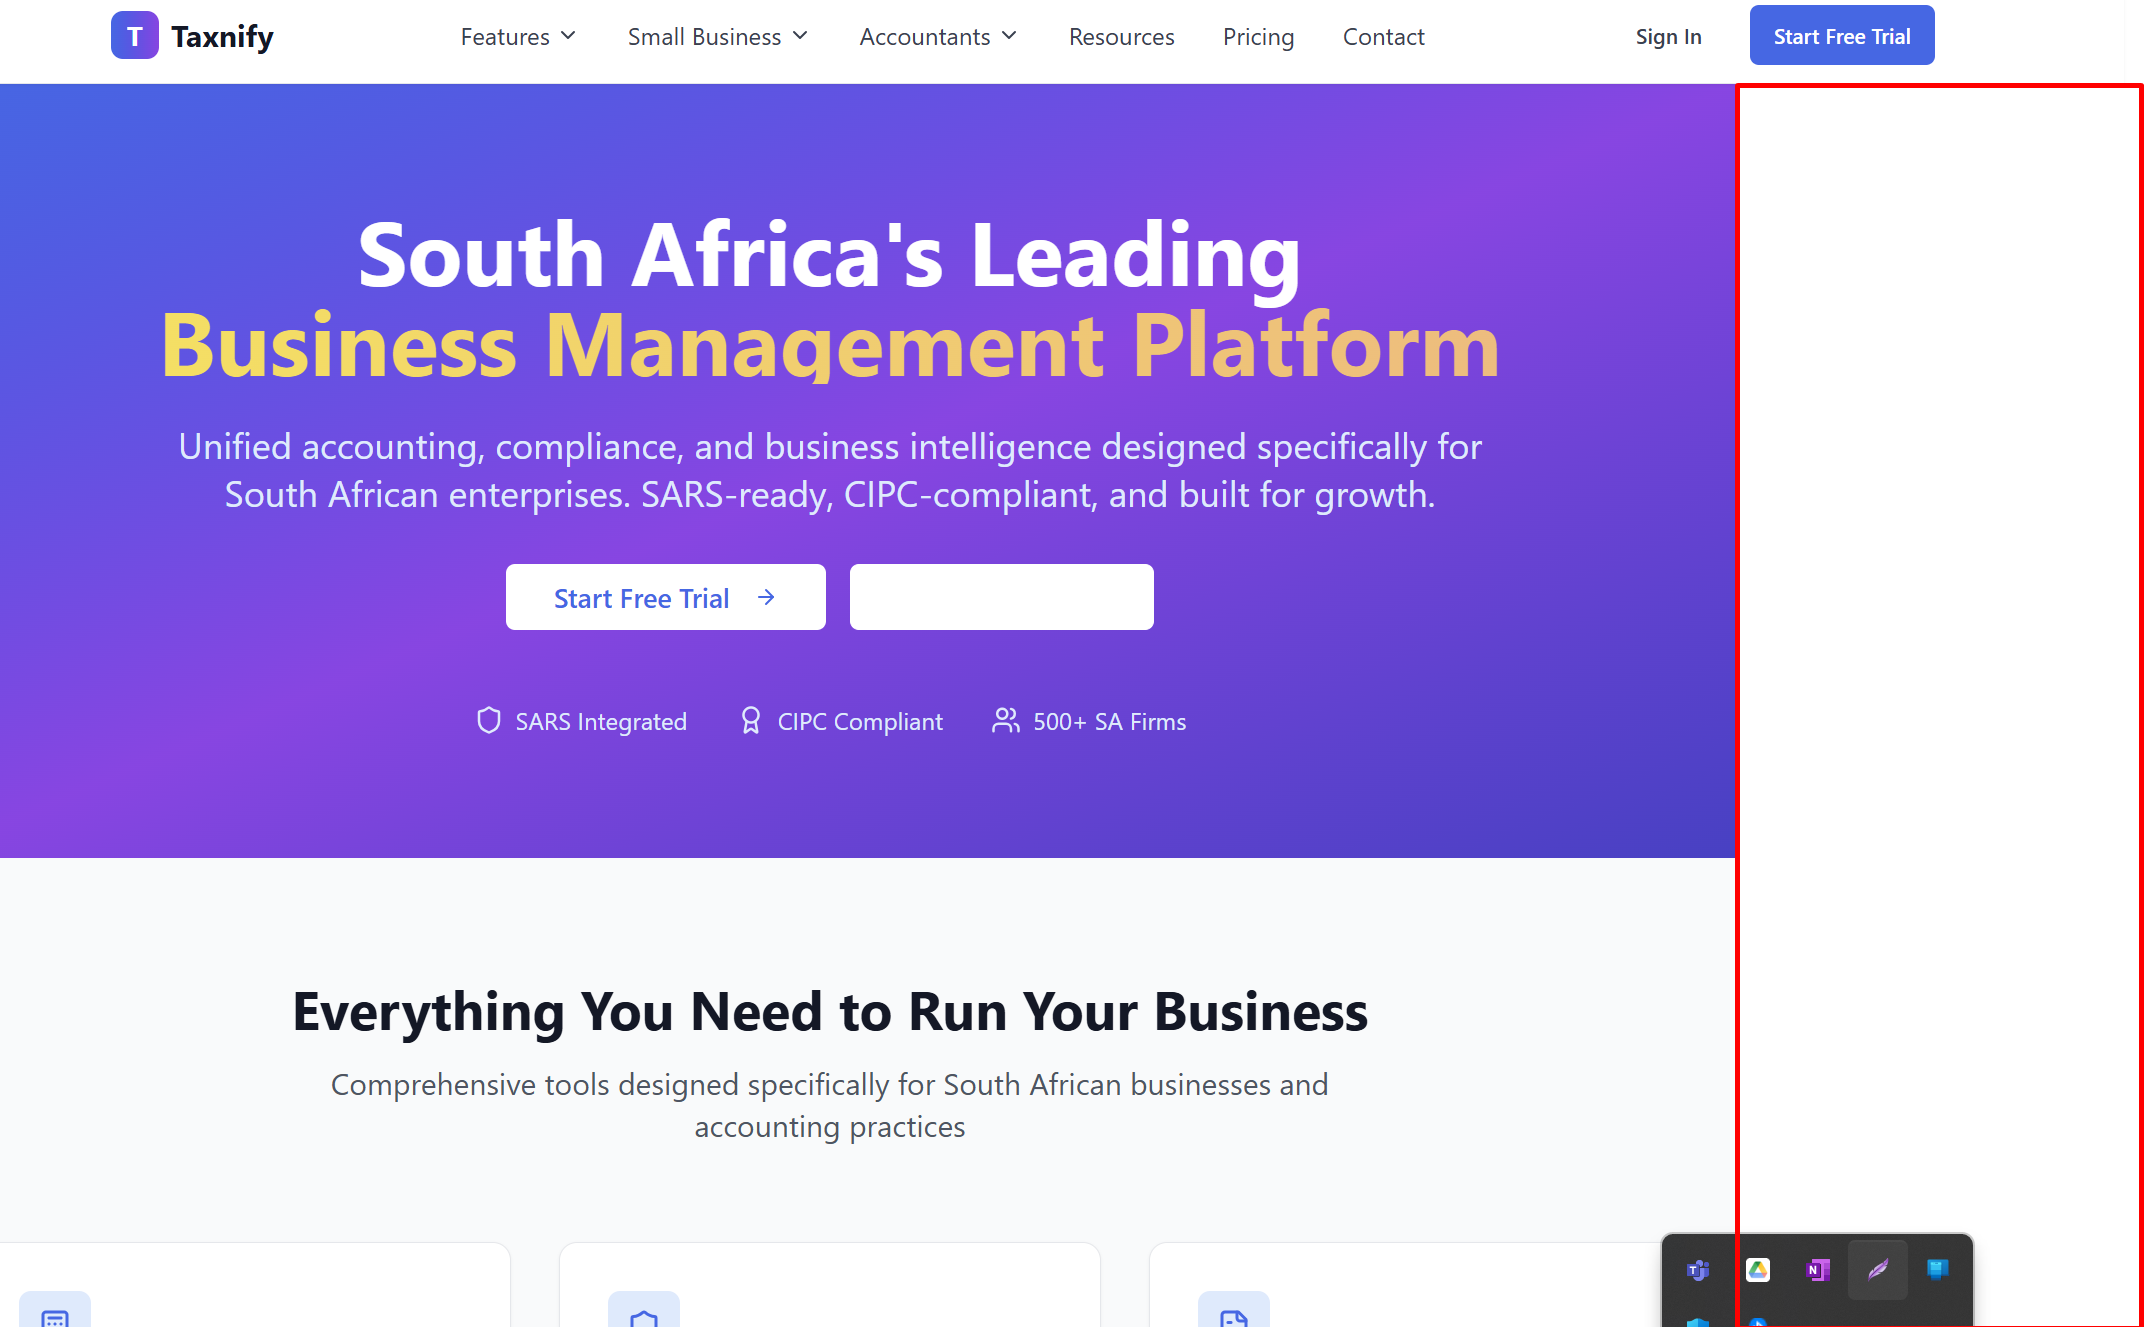 T Taxnify
Features
Small Business
Accountants
Resources
Pricing
Contact
Sign In
Start Free Trial
South Africa's Leading
Business Management Platform
Unified accounting, compliance, and business intelligence designed specifically for
South African enterprises. SARS-ready, CIPC-compliant, and built for growth.
Start Free Trial
SARS Integrated
CIPC Compliant
500+ SA Firms
Everything You Need to Run Your Business
Comprehensive tools designed specifically for South African businesses and
accounting practices
T
N